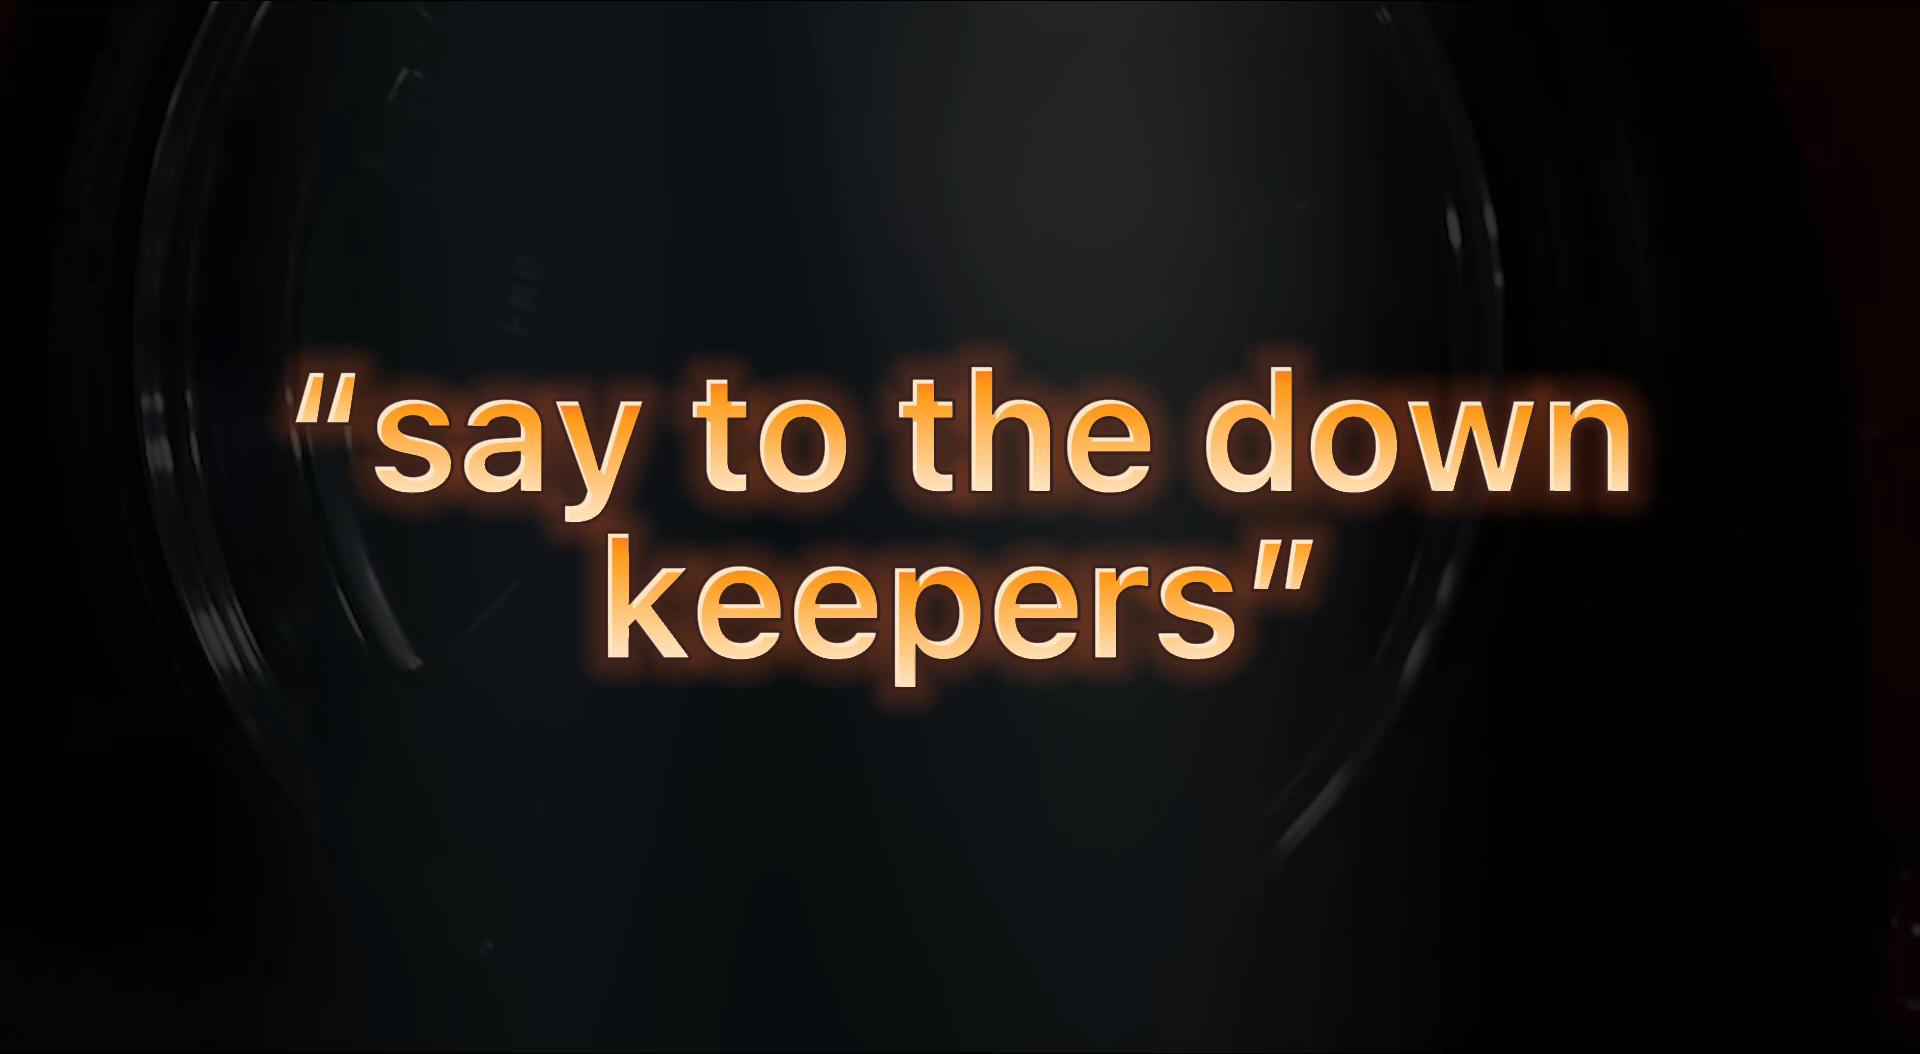 “say to the down
keepers”